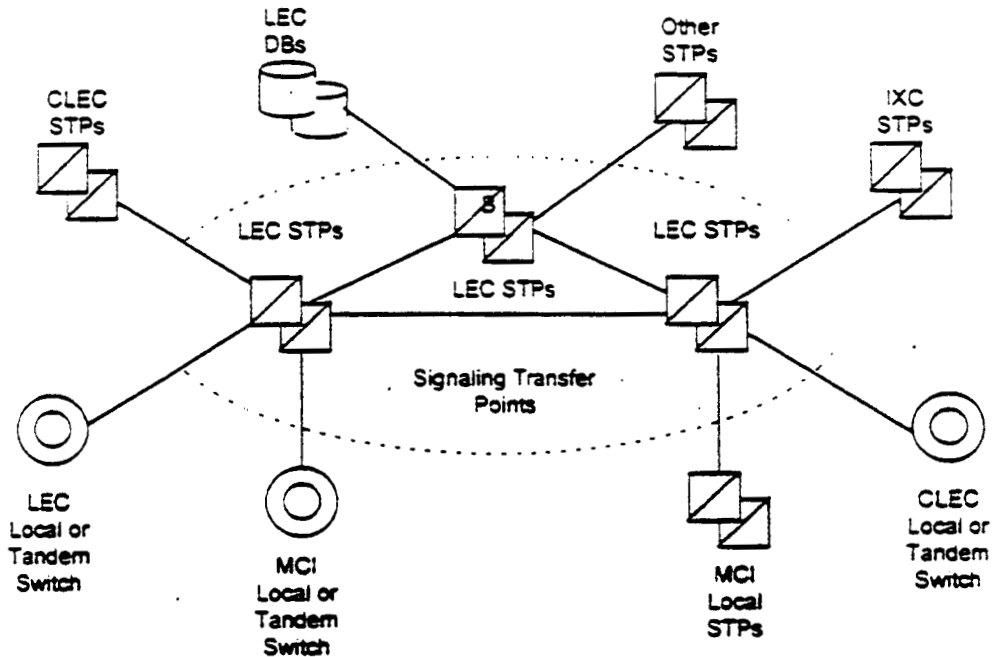 LEC
DBs
Other
STPs
CLEC
STPs
IXC
STPs
LEC STPs
LEC STPs
LEC STPs
Signaling Transfer
Points
LEC
Local or
Tandem
Switch
MCI
Local or
Tandem
Switch
MCI
Local
STPs
CLEC
Local or
Tandem
Switch